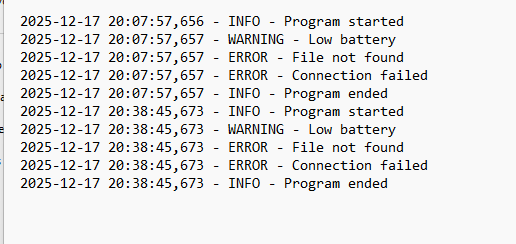 2025-12-17 20:07:57,656 - INFO - Program started
2025-12-17 20:07:57,657 - WARNING - Low battery
2025-12-17 20:07:57,657 - ERROR - File not found
2025-12-17 20:07:57,657 - ERROR - Connection failed
2025-12-17 20:07:57,657 - INFO - Program ended
2025-12-17 20:38:45,673 - INFO - Program started
2025-12-17 20:38:45,673 - WARNING - Low battery
2025-12-17 20:38:45,673 - ERROR - File not found
2025-12-17 20:38:45,673 - ERROR - Connection failed
2025-12-17 20:38:45,673 - INFO - Program ended